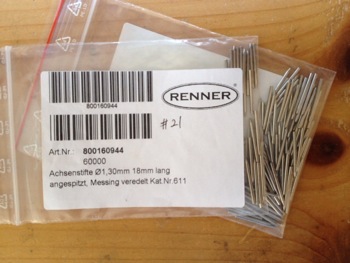 800160944
RENNER
#21
Art.Nr.: 800160944
60000
Achsenstifte Ø1,30mm 18mm lang
angespitzt, Messing veredelt Kat.Nr.611